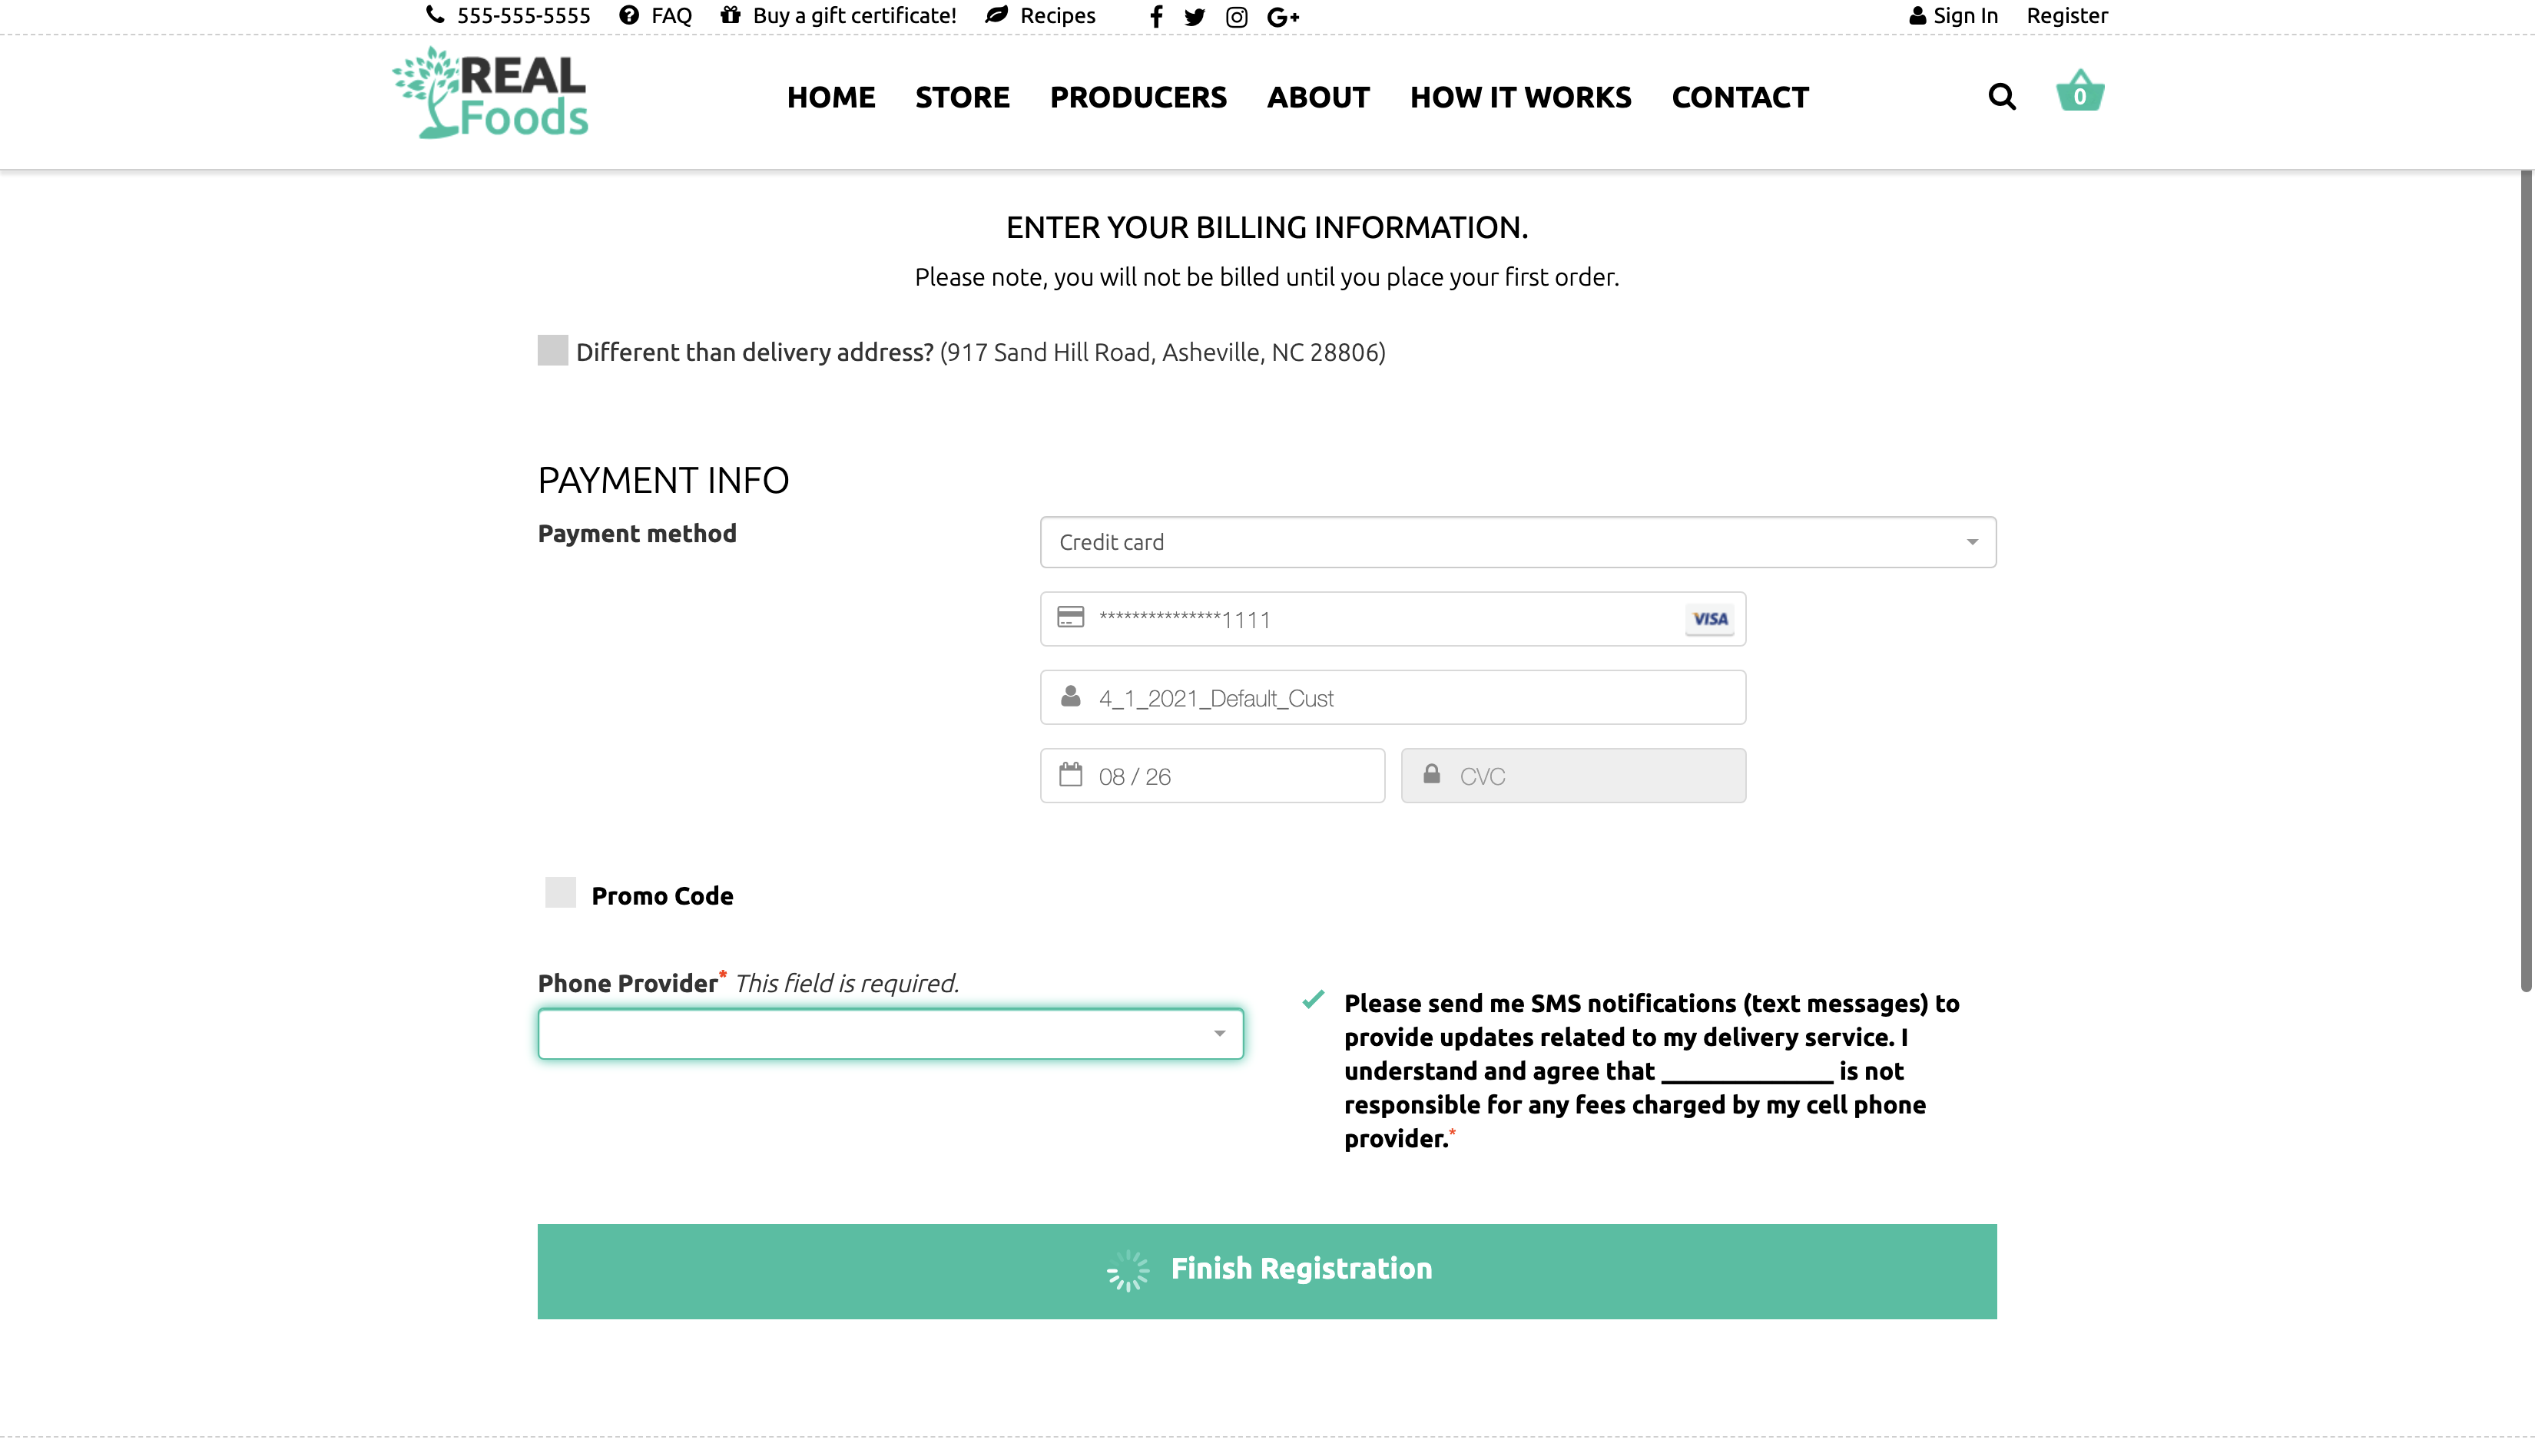 555-555-5555 FAQ Buy a gift certificate! Recipes Sign In Register
REAL
Foods
HOME STORE PRODUCERS ABOUT HOW IT WORKS CONTACT 0
ENTER YOUR BILLING INFORMATION.
Please note, you will not be billed until you place your first order.
Different than delivery address? (917 Sand Hill Road, Asheville, NC 28806)
PAYMENT INFO
Payment method
Credit card
***************1111 VISA
4_1_2021_Default_Cust
08 / 26 CVC
Promo Code
Phone Provider* This field is required.
Please send me SMS notifications (text messages) to
provide updates related to my delivery service. I
understand and agree that _____________ is not
responsible for any fees charged by my cell phone
provider.*
Finish Registration